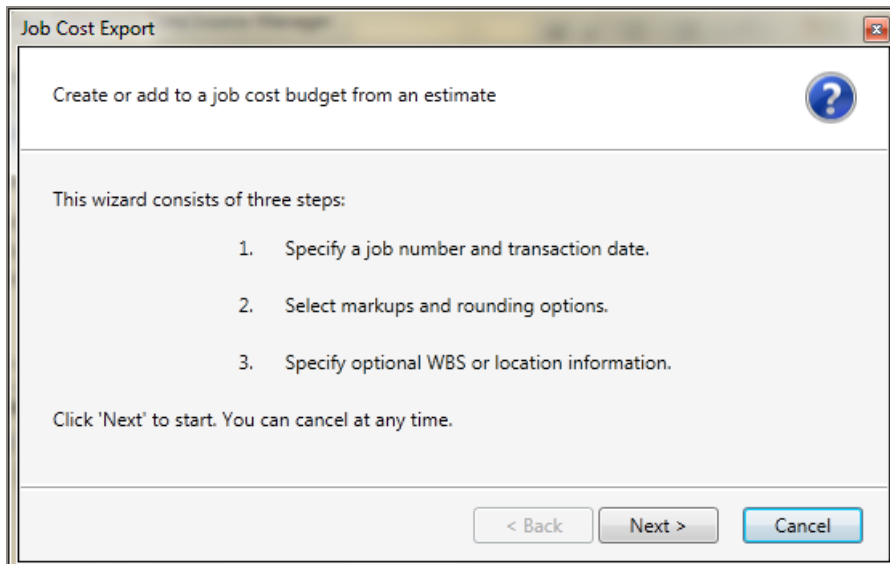 Job Cost Export
Create or add to a job cost budget from an estimate
This wizard consists of three steps:
1. Specify a job number and transaction date.
2. Select markups and rounding options.
3. Specify optional WBS or location information.
Click 'Next' to start. You can cancel at any time.
< Back Next > Cancel